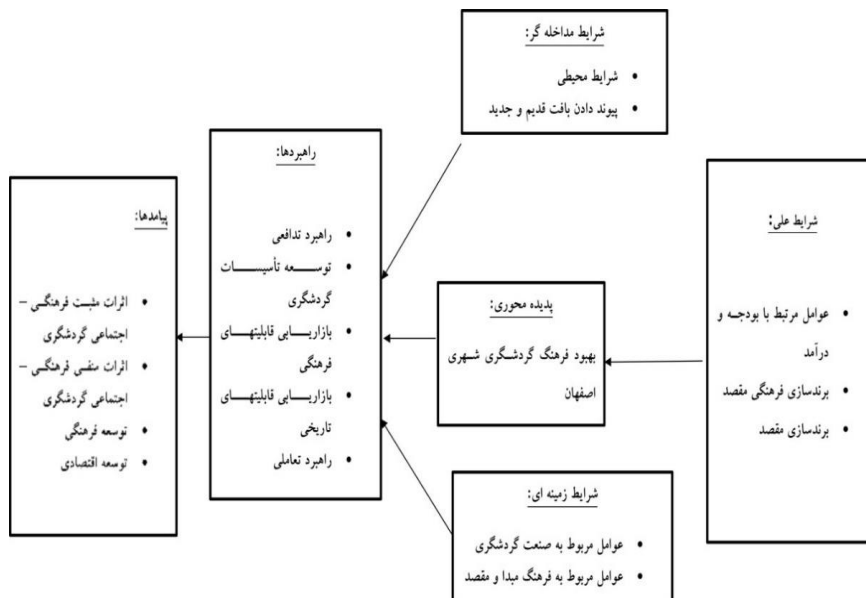 شرایط مداخله گر:
شرایط محیطی
پیوند دادن بافت قدیم و جدید
شرایط علی:
عوامل مرتبط با بودجه و
درآمد
برندسازی فرهنگی مقصد
برندسازی مقصد
پدیده محوری:
بهبود فرهنگ گردشگری شهری
اصفهان
شرایط زمینه ای:
عوامل مربوط به صنعت گردشگری
عوامل مربوط به فرهنگ مبدا و مقصد
راهبردها:
راهبرد تدافعی
توسعه تأسیسات
گردشگری
بازاریابی قابلیتهای
فرهنگی
بازاریابی قابلیتهای
تاریخی
راهبرد تعاملی
پیامدها:
اثرات مثبت فرهنگی –
اجتماعی گردشگری
اثرات منفی فرهنگی –
اجتماعی گردشگری
توسعه فرهنگی
توسعه اقتصادی